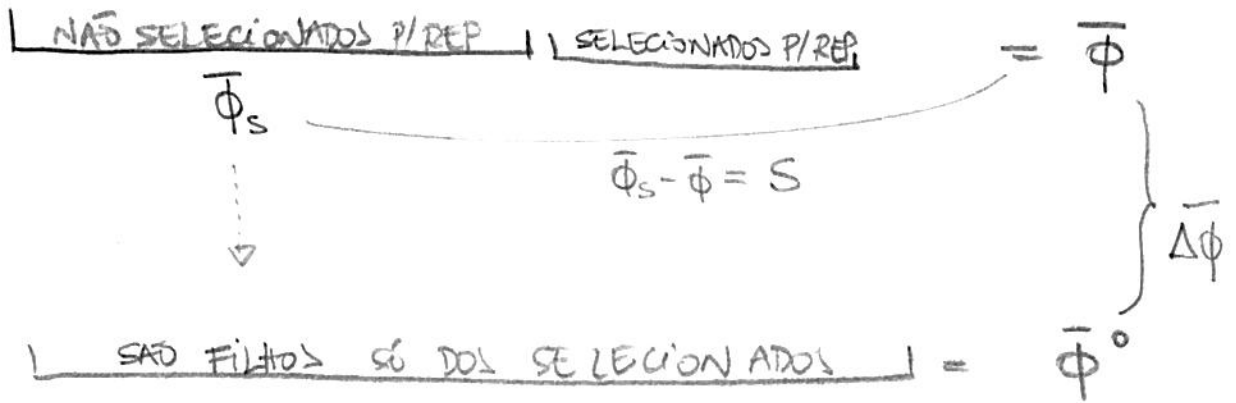 NÃO SELECIONADOS P/REP SELECIONADOS P/REP. = ϕ̅
ϕ̅s
ϕ̅s - ϕ̅ = S
Δϕ̅
SÃO FILHOS SÓ DOS SELECIONADOS = ϕ̅°